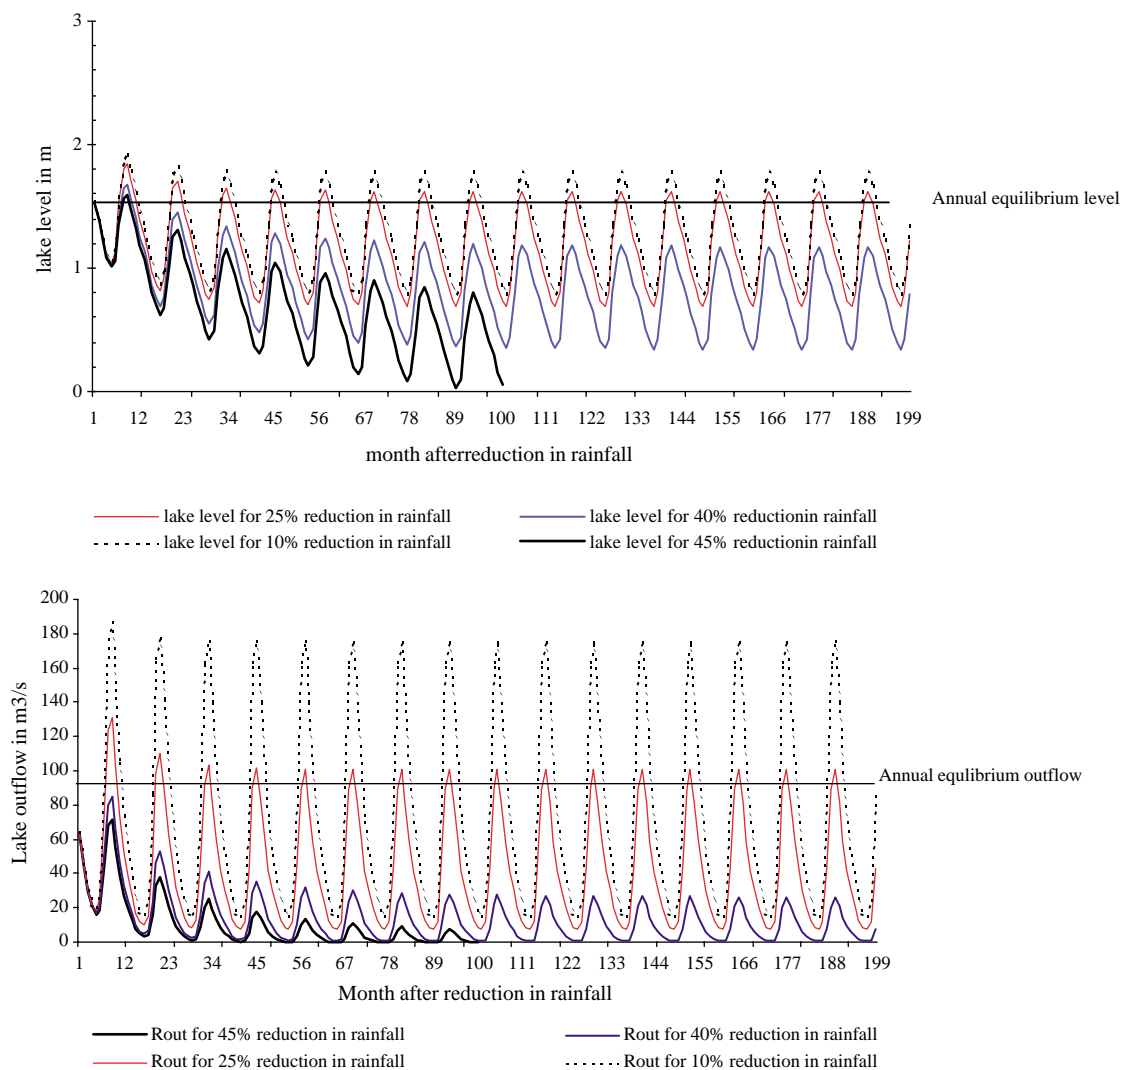 3
2
1
0
lake level in m
Annual equilibrium level
1 12 23 34 45 56 67 78 89 100 111 122 133 144 155 166 177 188 199
month afterreduction in rainfall
lake level for 25% reduction in rainfall
lake level for 40% reductionin rainfall
lake level for 10% reduction in rainfall
lake level for 45% reductionin rainfall
200
180
160
140
120
100
80
60
40
20
0
Lake outflow in m3/s
Annual equlibrium outflow
1 12 23 34 45 56 67 78 89 100 111 122 133 144 155 166 177 188 199
Month after reduction in rainfall
Rout for 45% reduction in rainfall
Rout for 40% reduction in rainfall
Rout for 25% reduction in rainfall
Rout for 10% reduction in rainfall